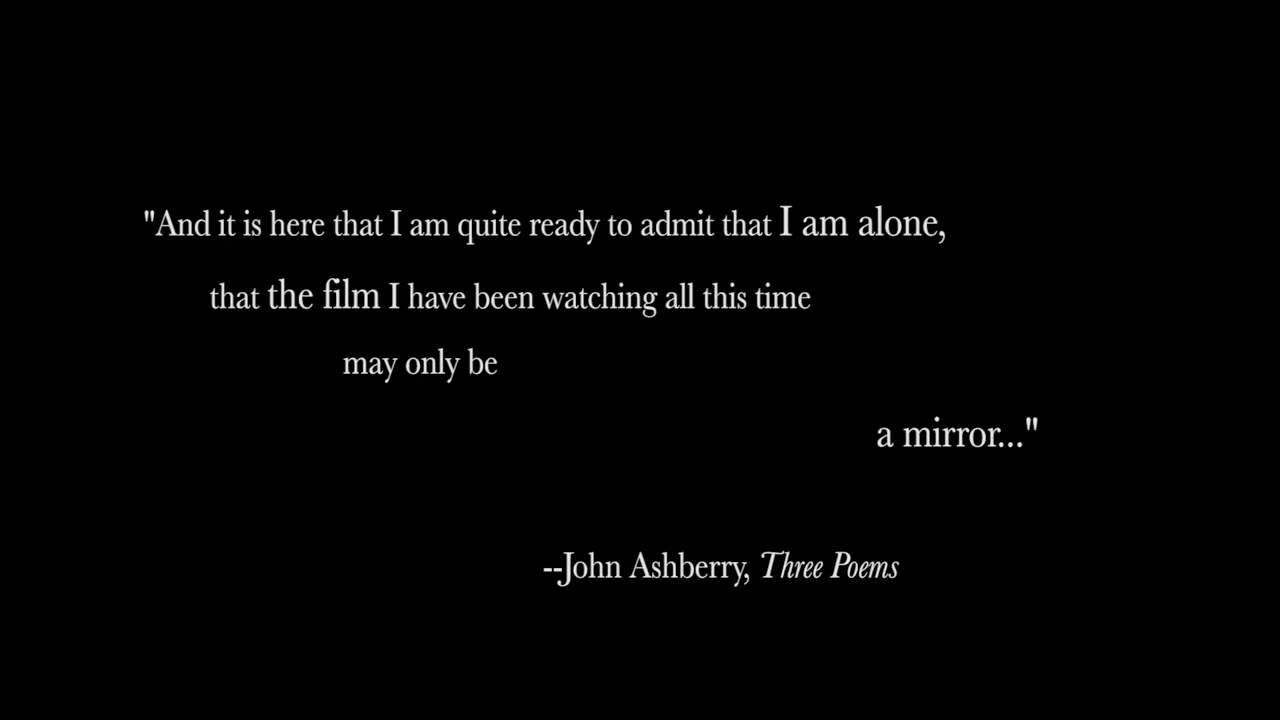 "And it is here that I am quite ready to admit that I am alone,
that the film I have been watching all this time
may only be
a mirror..."
--John Ashberry, Three Poems